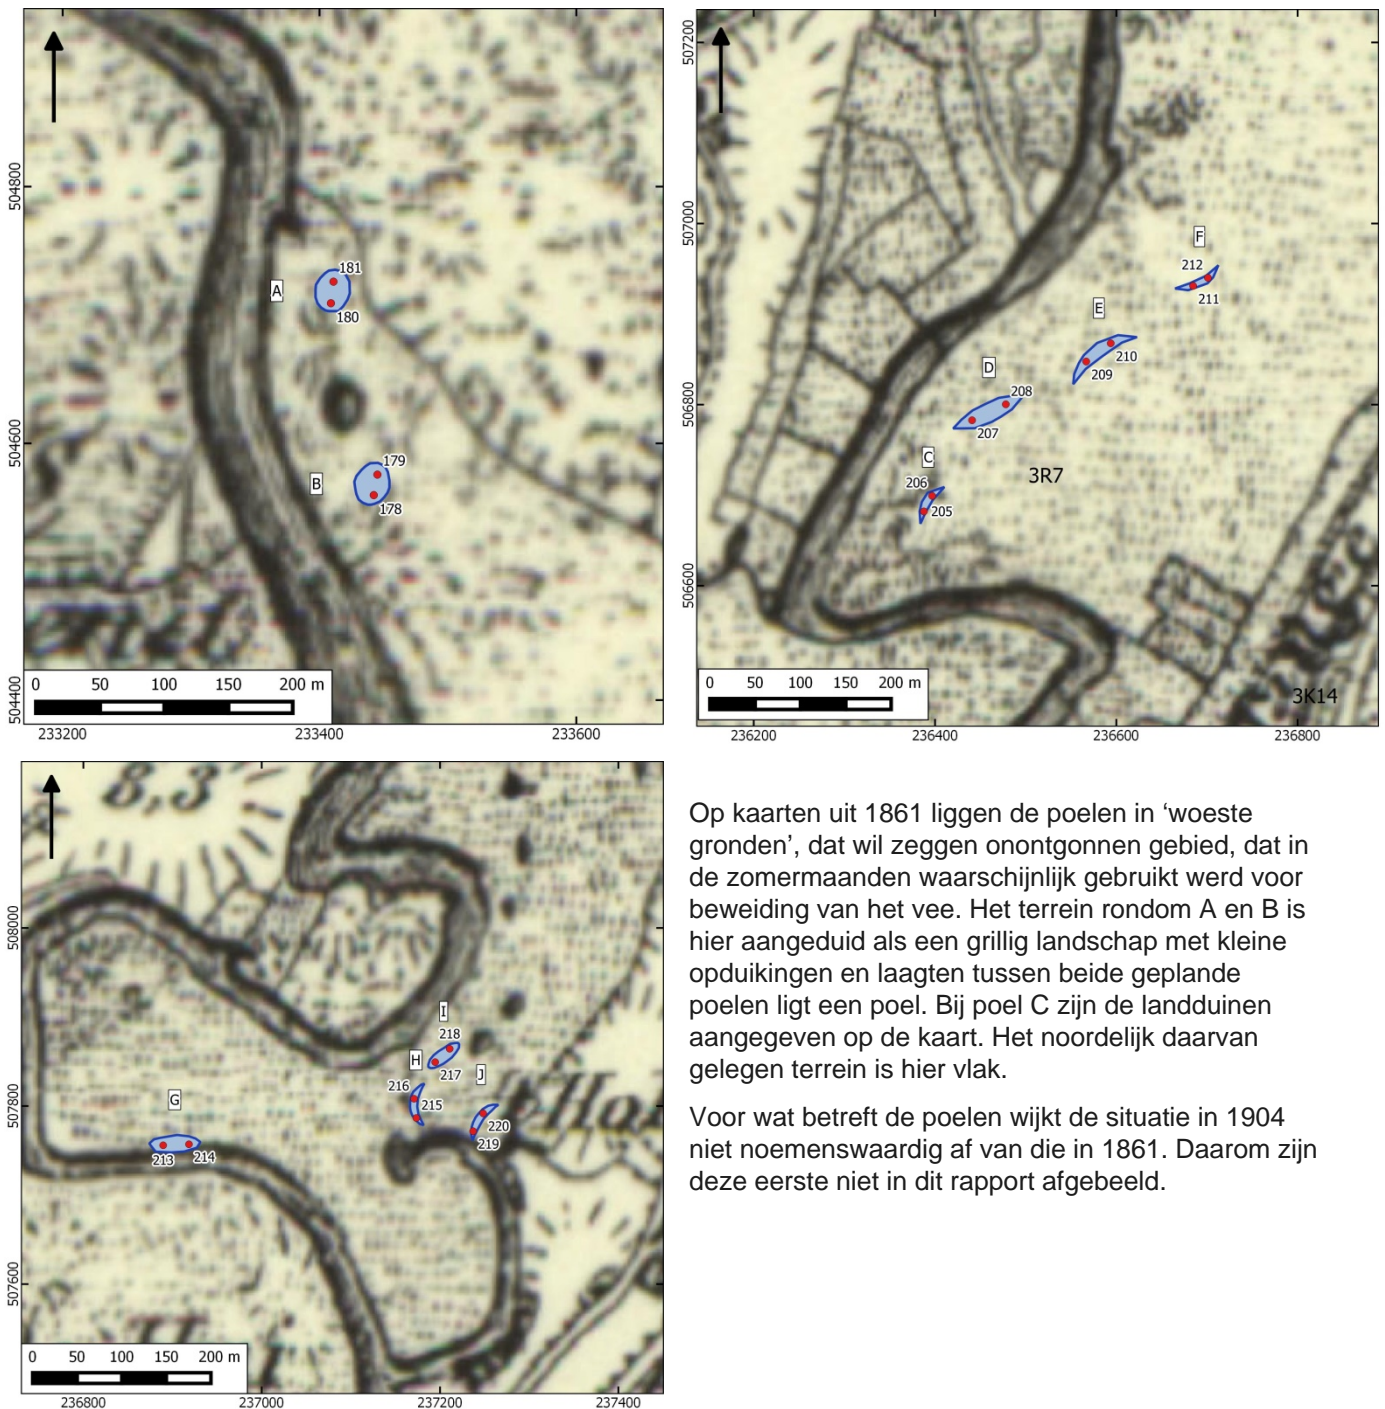 504800
504600
504400
A
181
180
B
179
178
0 50 100 150 200 m
233200 233400 233600
507200
507000
506800
506600
F
212
211
E
210
209
D
208
207
C
206
205
3R7
3K14
0 50 100 150 200 m
236200 236400 236600 236800
8,3
508000
507800
507600
I
218
217
H
216
215
J
220
219
G
213 214
0 50 100 150 200 m
236800 237000 237200 237400
Op kaarten uit 1861 liggen de poelen in ‘woeste
gronden’, dat wil zeggen onontgonnen gebied, dat in
de zomermaanden waarschijnlijk gebruikt werd voor
beweiding van het vee. Het terrein rondom A en B is
hier aangeduid als een grillig landschap met kleine
opduikingen en laagten tussen beide geplande
poelen ligt een poel. Bij poel C zijn de landduinen
aangegeven op de kaart. Het noordelijk daarvan
gelegen terrein is hier vlak.
Voor wat betreft de poelen wijkt de situatie in 1904
niet noemenswaardig af van die in 1861. Daarom zijn
deze eerste niet in dit rapport afgebeeld.